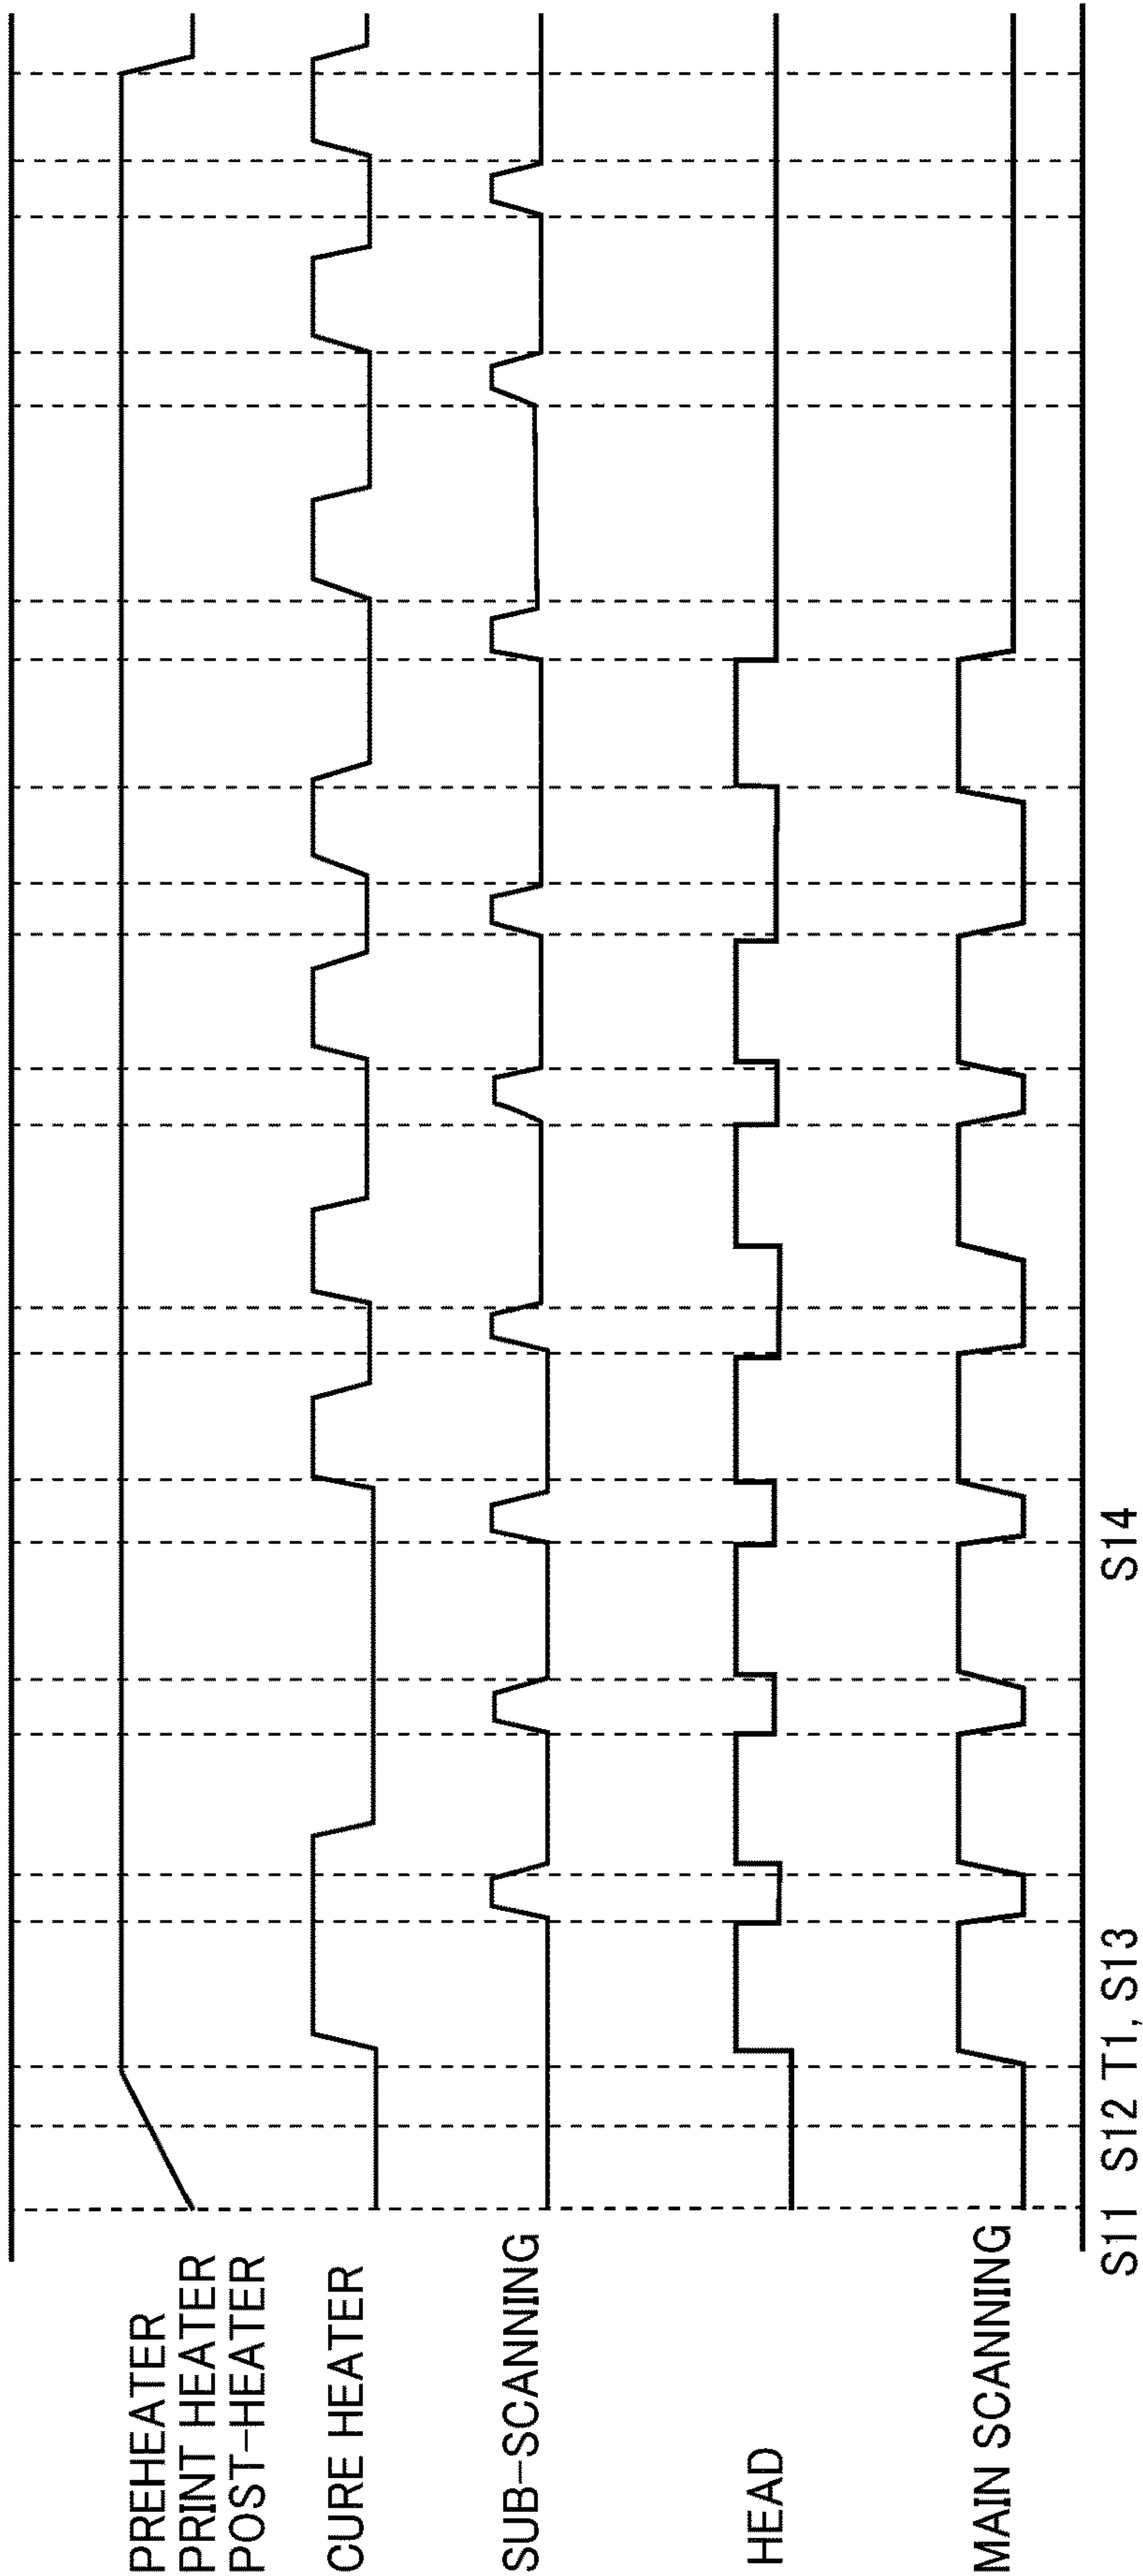 PREHEATER
PRINT HEATER
POST-HEATER
CURE HEATER
SUB-SCANNING
HEAD
MAIN SCANNING
S11 S12 T1, S13 S14